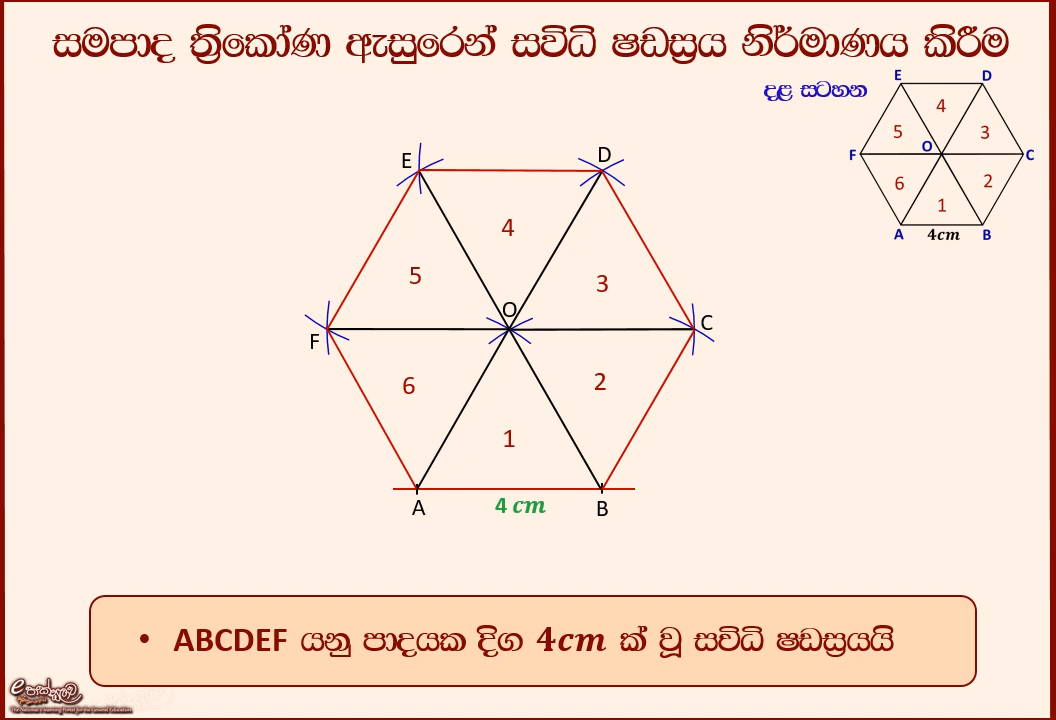 සමපාද ත්‍රිකෝණ ඇසුරෙන් සවිධි ෂඩස්‍රය නිර්මාණය කිරීම
දළ සටහන
E D
4
5 3
F O C
6 2
1
A 4cm B
E D
4
5 3
O
F C
6 2
1
A 4 cm B
• ABCDEF යනු පාදයක දිග 4cm ක් වූ සවිධි ෂඩස්‍රයයි